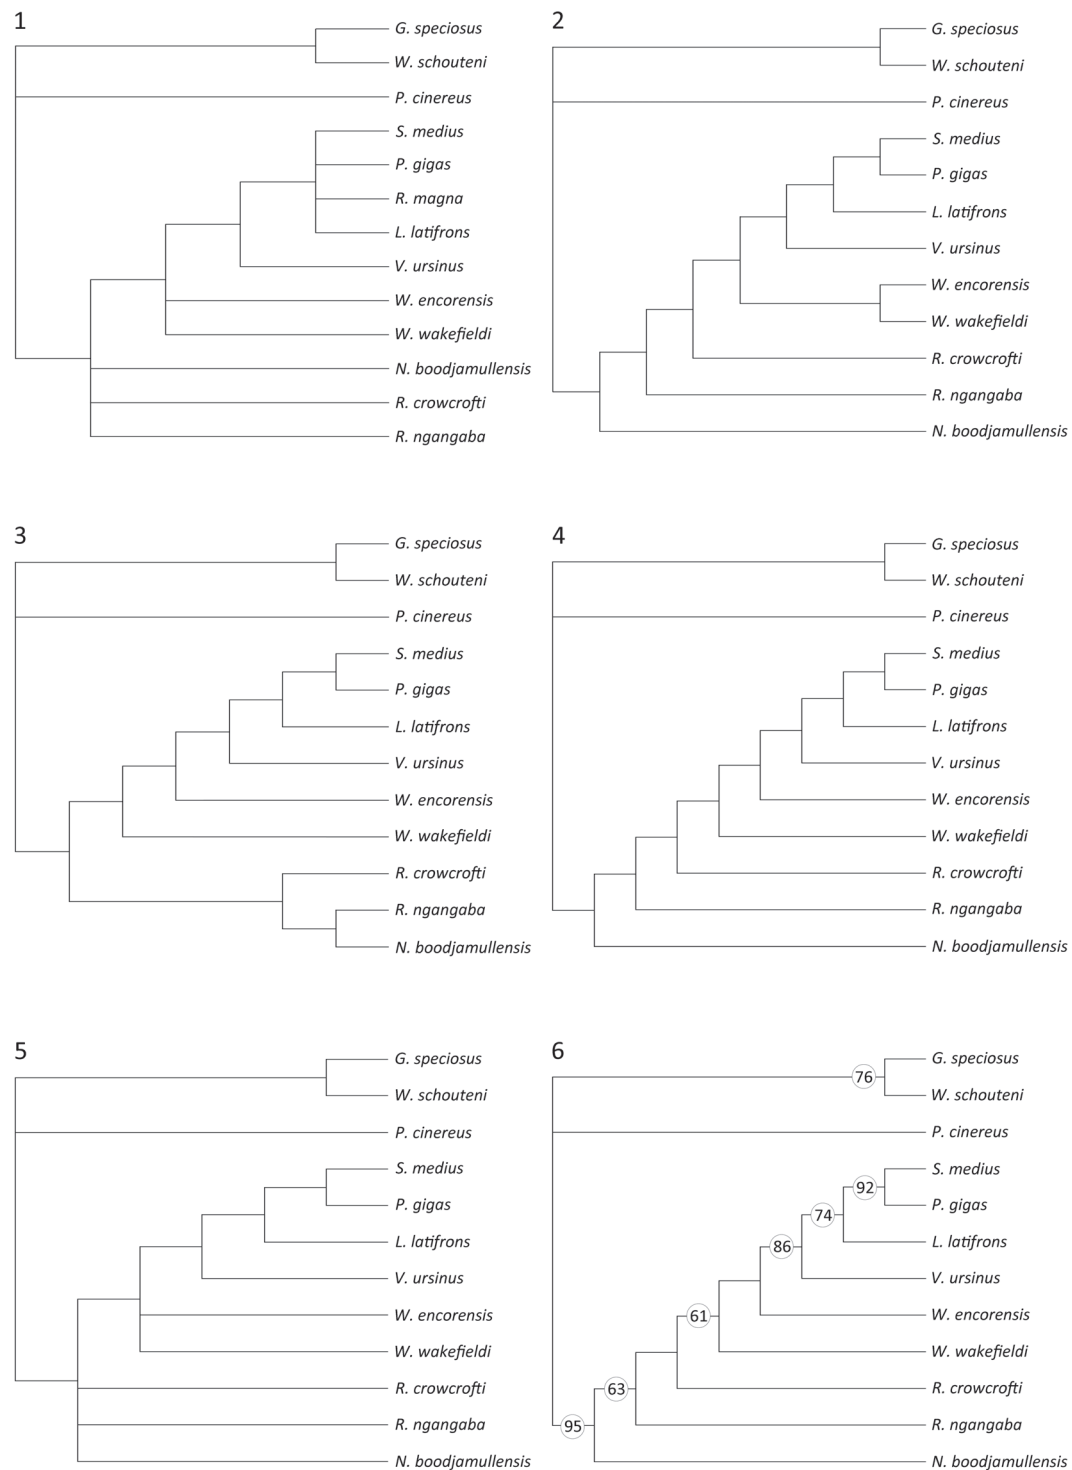 1
G. speciosus
W. schouteni
P. cinereus
S. medius
P. gigas
R. magna
L. latifrons
V. ursinus
W. encorensis
W. wakefieldi
N. boodjamullensis
R. crowcrofti
R. ngangaba
2
G. speciosus
W. schouteni
P. cinereus
S. medius
P. gigas
L. latifrons
V. ursinus
W. encorensis
W. wakefieldi
R. crowcrofti
R. ngangaba
N. boodjamullensis
3
G. speciosus
W. schouteni
P. cinereus
S. medius
P. gigas
L. latifrons
V. ursinus
W. encorensis
W. wakefieldi
R. crowcrofti
R. ngangaba
N. boodjamullensis
4
G. speciosus
W. schouteni
P. cinereus
S. medius
P. gigas
L. latifrons
V. ursinus
W. encorensis
W. wakefieldi
R. crowcrofti
R. ngangaba
N. boodjamullensis
5
G. speciosus
W. schouteni
P. cinereus
S. medius
P. gigas
L. latifrons
V. ursinus
W. encorensis
W. wakefieldi
R. crowcrofti
R. ngangaba
N. boodjamullensis
6
G. speciosus
76
W. schouteni
P. cinereus
S. medius
92
P. gigas
74
L. latifrons
86
V. ursinus
W. encorensis
61
W. wakefieldi
63
R. crowcrofti
R. ngangaba
95
N. boodjamullensis